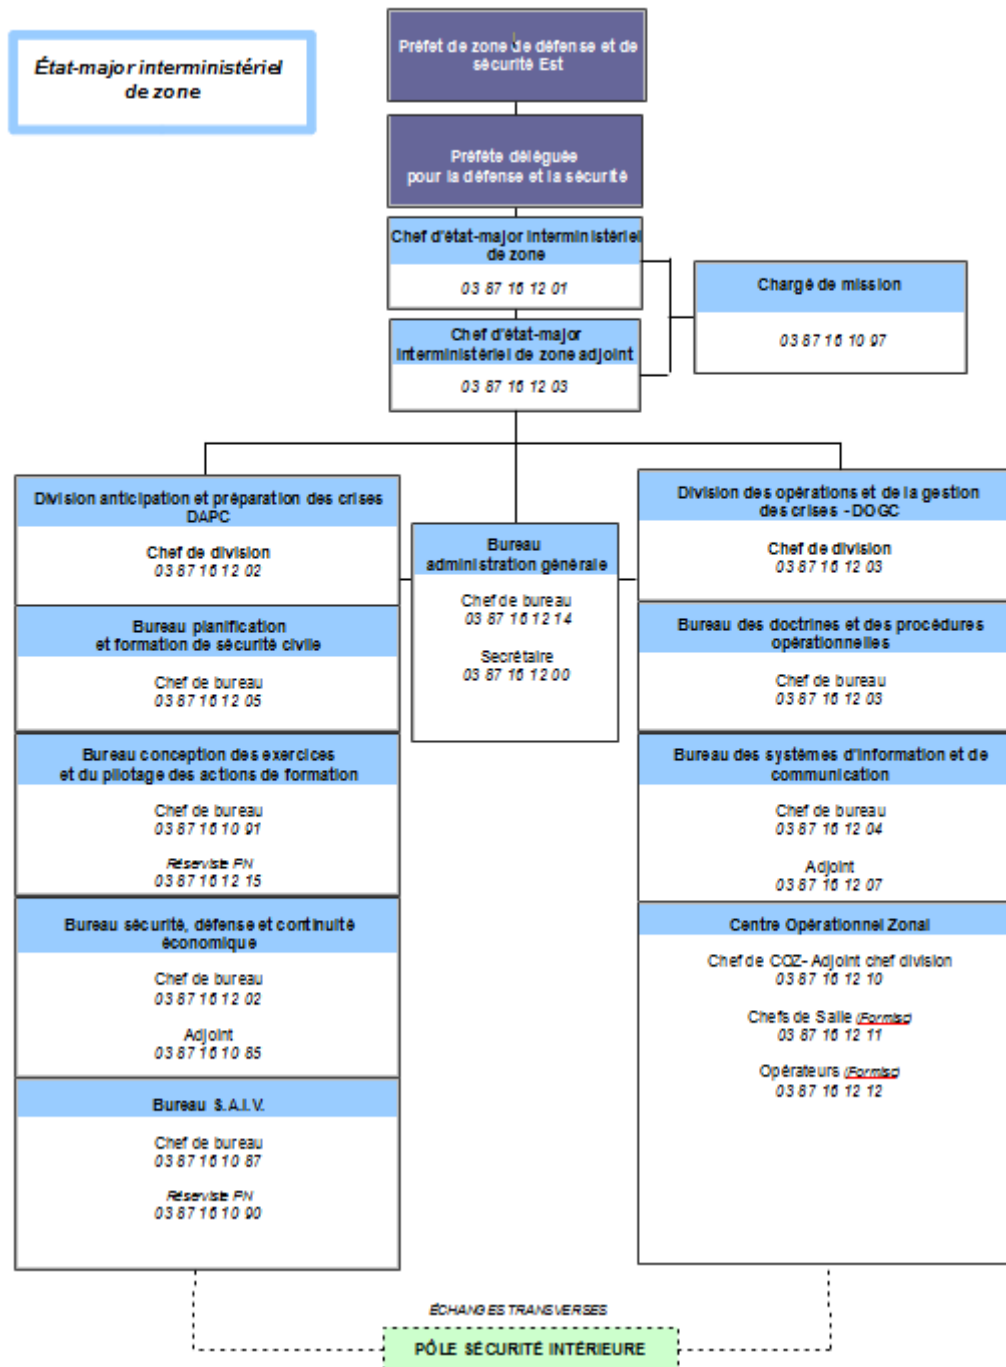 État-major interministériel
de zone
Préfet de zone de défense et de
sécurité Est
Préfète déléguée
pour la défense et la sécurité
Chef d'état-major interministériel
de zone
03 87 16 12 01
Chargé de mission
03 87 16 10 97
Chef d'état-major
interministériel de zone adjoint
03 87 16 12 03
Division anticipation et préparation des crises
DAPC
Chef de division
03 87 16 12 02
Bureau planification
et formation de sécurité civile
Chef de bureau
03 87 16 12 05
Bureau conception des exercices
et du pilotage des actions de formation
Chef de bureau
03 87 16 10 91
Réserviste PN
03 87 16 12 15
Bureau sécurité, défense et continuité
économique
Chef de bureau
03 87 16 12 02
Adjoint
03 87 16 10 85
Bureau S.A.I.V.
Chef de bureau
03 87 16 10 87
Réserviste PN
03 87 16 10 90
Bureau
administration générale
Chef de bureau
03 87 16 12 14
Secrétaire
03 87 16 12 00
Division des opérations et de la gestion
des crises - DOGC
Chef de division
03 87 16 12 03
Bureau des doctrines et des procédures
opérationnelles
Chef de bureau
03 87 16 12 03
Bureau des systèmes d'information et de
communication
Chef de bureau
03 87 16 12 04
Adjoint
03 87 16 12 07
Centre Opérationnel Zonal
Chef de COZ- Adjoint chef division
03 87 16 12 10
Chefs de Salle (Formisc)
03 87 16 12 11
Opérateurs (Formisc)
03 87 16 12 12
ÉCHANGES TRANSVERSES
PÔLE SÉCURITÉ INTÉRIEURE